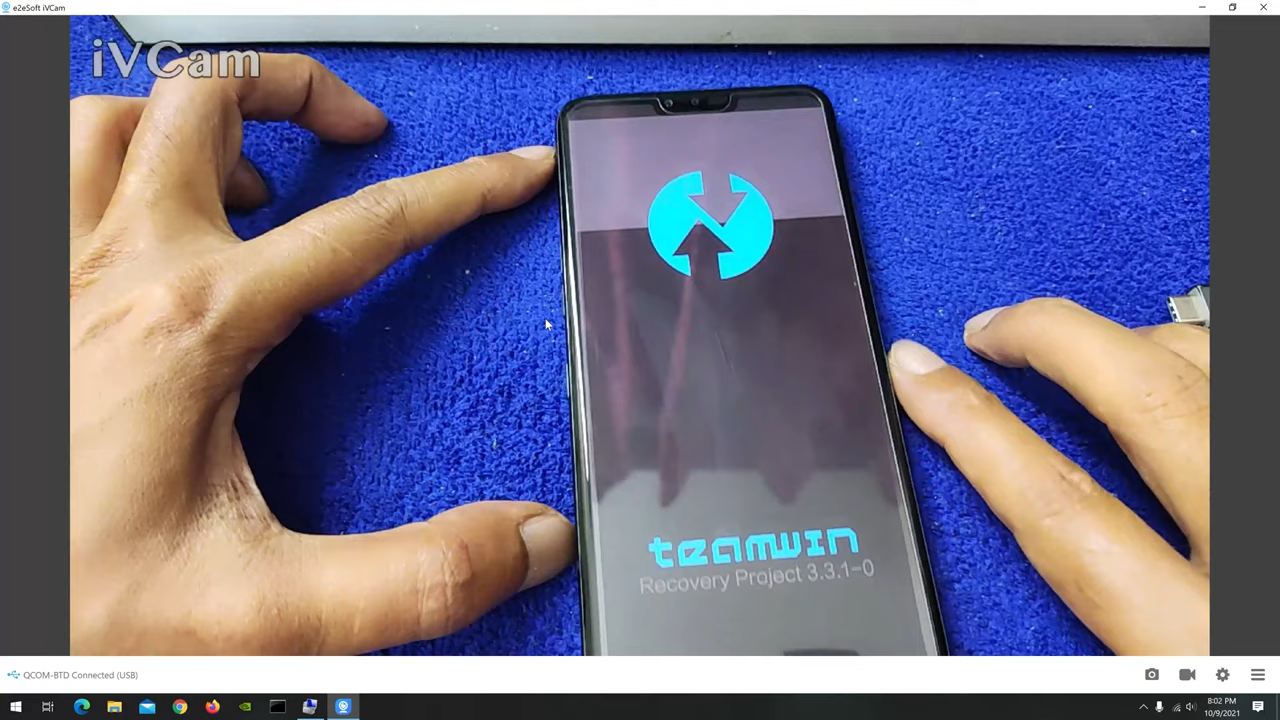 e2eSoft iVCam
iVCam
teamwin
Recovery Project 3.3.1-0
QCOM-BTD Connected (USB)
8:02 PM
10/9/2021